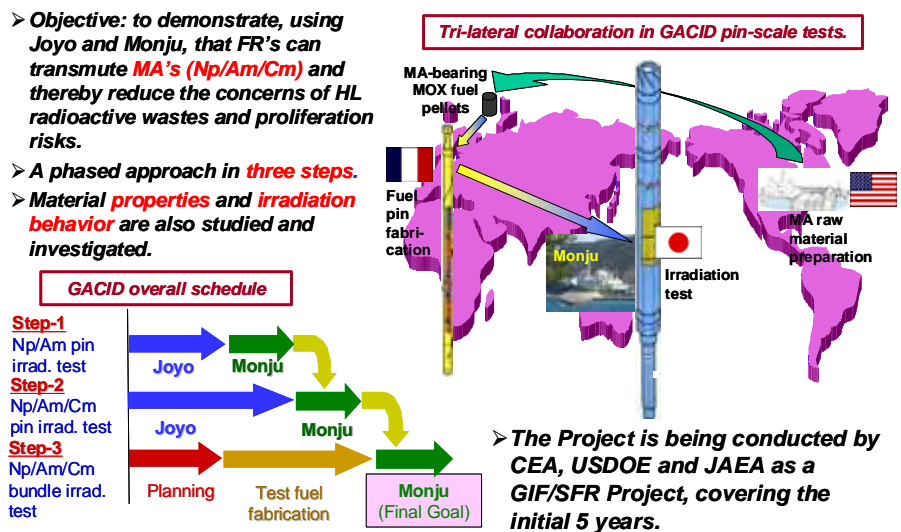 ➢ Objective: to demonstrate, using
Joyo and Monju, that FR's can
transmute MA's (Np/Am/Cm) and
thereby reduce the concerns of HL
radioactive wastes and proliferation
risks.
➢ A phased approach in three steps.
➢ Material properties and irradiation
behavior are also studied and
investigated.
Tri-lateral collaboration in GACID pin-scale tests.
MA-bearing
MOX fuel
pellets
Fuel
pin
fabri-
cation
Monju
Irradiation
test
MA raw
material
preparation
GACID overall schedule
Step-1
Np/Am pin
irrad. test
Joyo
Monju
Step-2
Np/Am/Cm
pin irrad. test
Joyo
Monju
Step-3
Np/Am/Cm
bundle irrad.
test
Planning
Test fuel
fabrication
Monju
(Final Goal)
➢ The Project is being conducted by
CEA, USDOE and JAEA as a
GIF/SFR Project, covering the
initial 5 years.